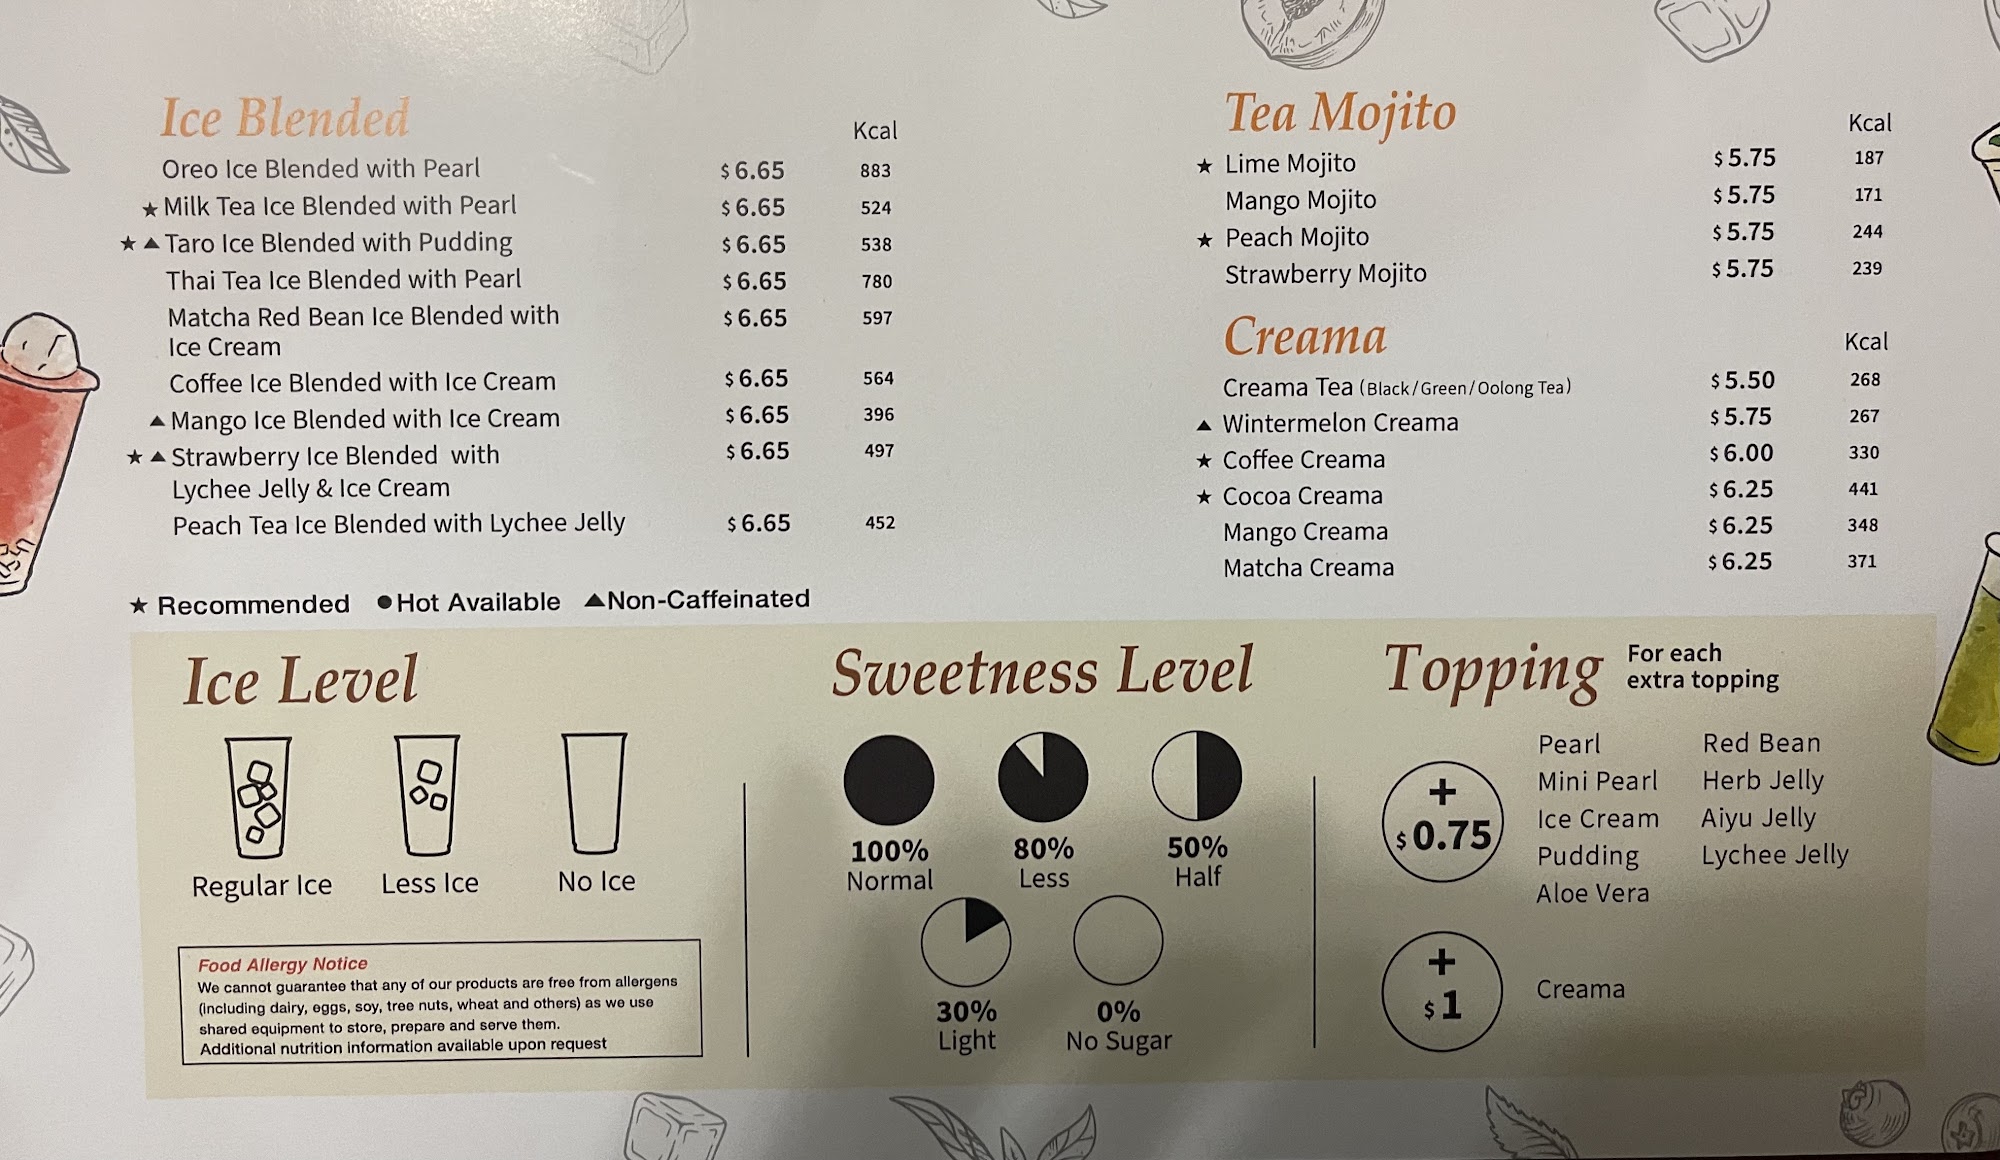 Ice Blended
Kcal
Oreo Ice Blended with Pearl $6.65 883
★ Milk Tea Ice Blended with Pearl $6.65 524
★ ▲ Taro Ice Blended with Pudding $6.65 538
Thai Tea Ice Blended with Pearl $6.65 780
Matcha Red Bean Ice Blended with $6.65 597
Ice Cream
Coffee Ice Blended with Ice Cream $6.65 564
▲ Mango Ice Blended with Ice Cream $6.65 396
★ ▲ Strawberry Ice Blended with $6.65 497
Lychee Jelly & Ice Cream
Peach Tea Ice Blended with Lychee Jelly $6.65 452
★ Recommended ●Hot Available ▲Non-Caffeinated
Tea Mojito
Kcal
★ Lime Mojito $5.75 187
Mango Mojito $5.75 171
★ Peach Mojito $5.75 244
Strawberry Mojito $5.75 239
Creama
Kcal
Creama Tea (Black/Green/Oolong Tea) $5.50 268
▲ Wintermelon Creama $5.75 267
★ Coffee Creama $6.00 330
★ Cocoa Creama $6.25 441
Mango Creama $6.25 348
Matcha Creama $6.25 371
Ice Level
Regular Ice Less Ice No Ice
Food Allergy Notice
We cannot guarantee that any of our products are free from allergens
(including dairy, eggs, soy, tree nuts, wheat and others) as we use
shared equipment to store, prepare and serve them.
Additional nutrition information available upon request
Sweetness Level
100% 80% 50%
Normal Less Half
30% 0%
Light No Sugar
Topping
For each
extra topping
+
$0.75
Pearl Red Bean
Mini Pearl Herb Jelly
Ice Cream Aiyu Jelly
Pudding Lychee Jelly
Aloe Vera
+
$1
Creama